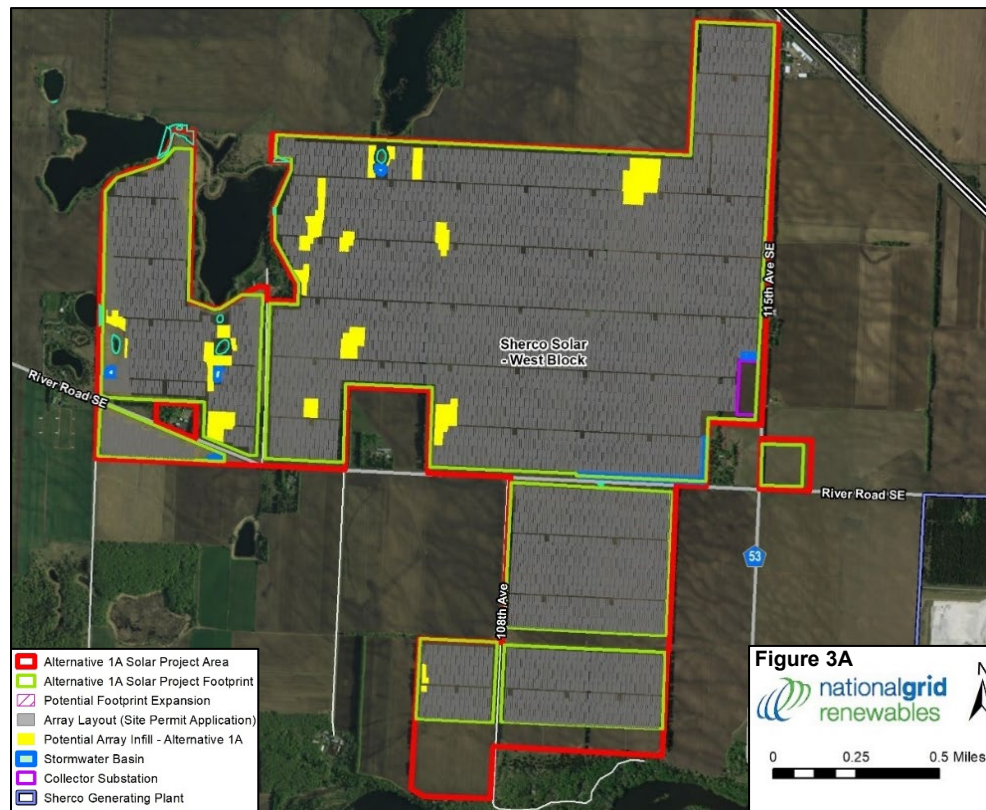 115th Ave SE
Sherco Solar
- West Block
River Road SE
River Road SE
53
108th Ave
Alternative 1A Solar Project Area
Alternative 1A Solar Project Footprint
Potential Footprint Expansion
Array Layout (Site Permit Application)
Potential Array Infill - Alternative 1A
Stormwater Basin
Collector Substation
Sherco Generating Plant
Figure 3A
nationalgrid
renewables
N
0 0.25 0.5 Miles